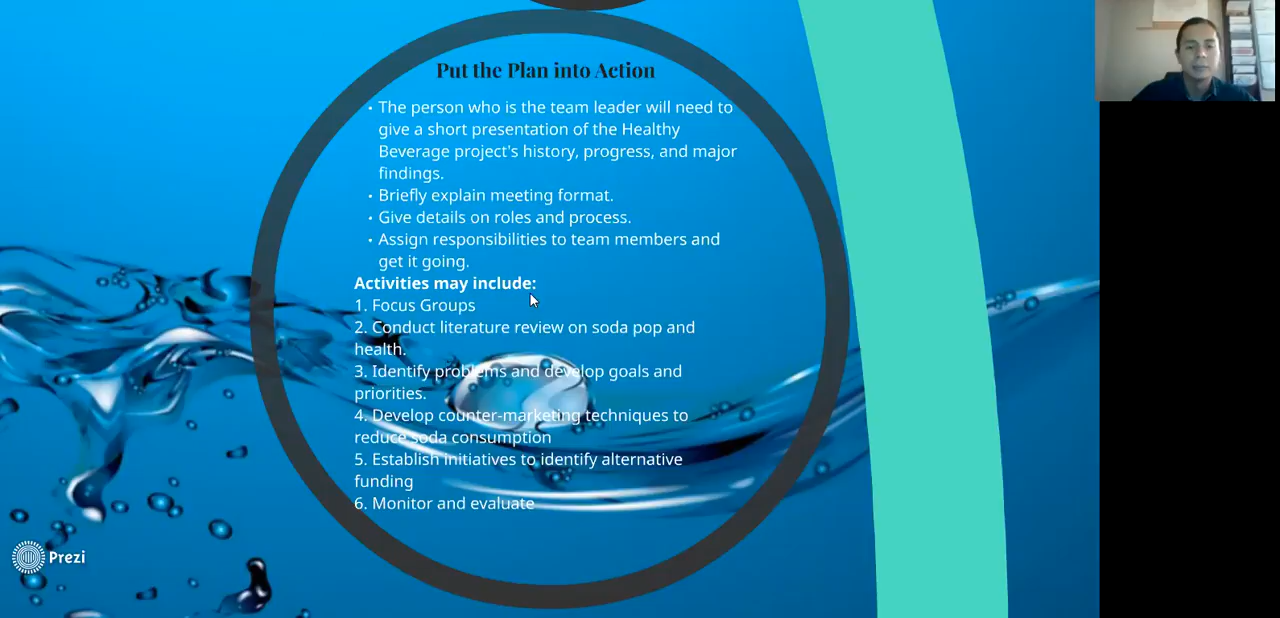 Put the Plan into Action
• The person who is the team leader will need to
give a short presentation of the Healthy
Beverage project's history, progress, and major
findings.
• Briefly explain meeting format.
• Give details on roles and process.
• Assign responsibilities to team members and
get it going.
Activities may include:
1. Focus Groups
2. Conduct literature review on soda pop and
health.
3. Identify problems and develop goals and
priorities.
4. Develop counter-marketing techniques to
reduce soda consumption
5. Establish initiatives to identify alternative
funding
6. Monitor and evaluate
Prezi